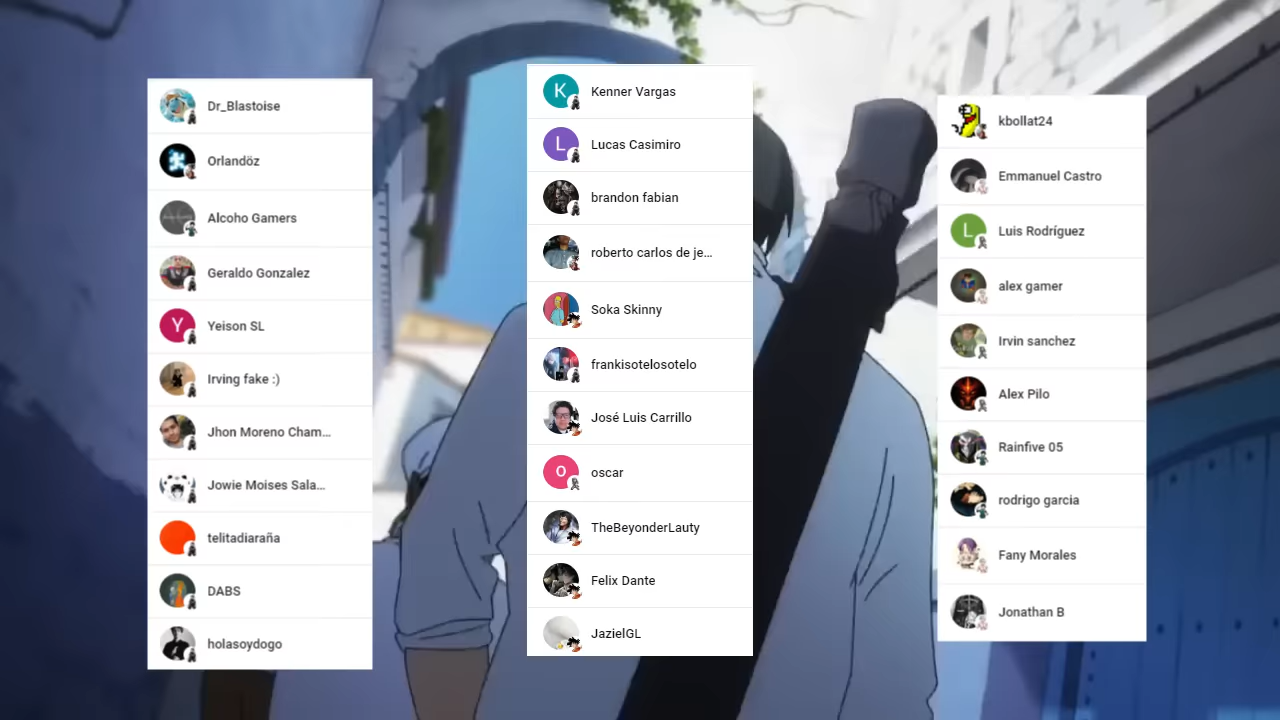 Dr_Blastoise
Orlandöz
Alcoho Gamers
Geraldo Gonzalez
Y
Yeison SL
Irving fake :)
Jhon Moreno Cham...
Jowie Moises Sala...
telitadiaraña
DABS
holasoydogo
K
Kenner Vargas
L
Lucas Casimiro
brandon fabian
roberto carlos de je...
Soka Skinny
frankisotelosotelo
José Luis Carrillo
o
oscar
TheBeyonderLauty
Felix Dante
JazielGL
kbollat24
Emmanuel Castro
L
Luis Rodríguez
alex gamer
Irvin sanchez
Alex Pilo
Rainfive 05
rodrigo garcia
Fany Morales
Jonathan B